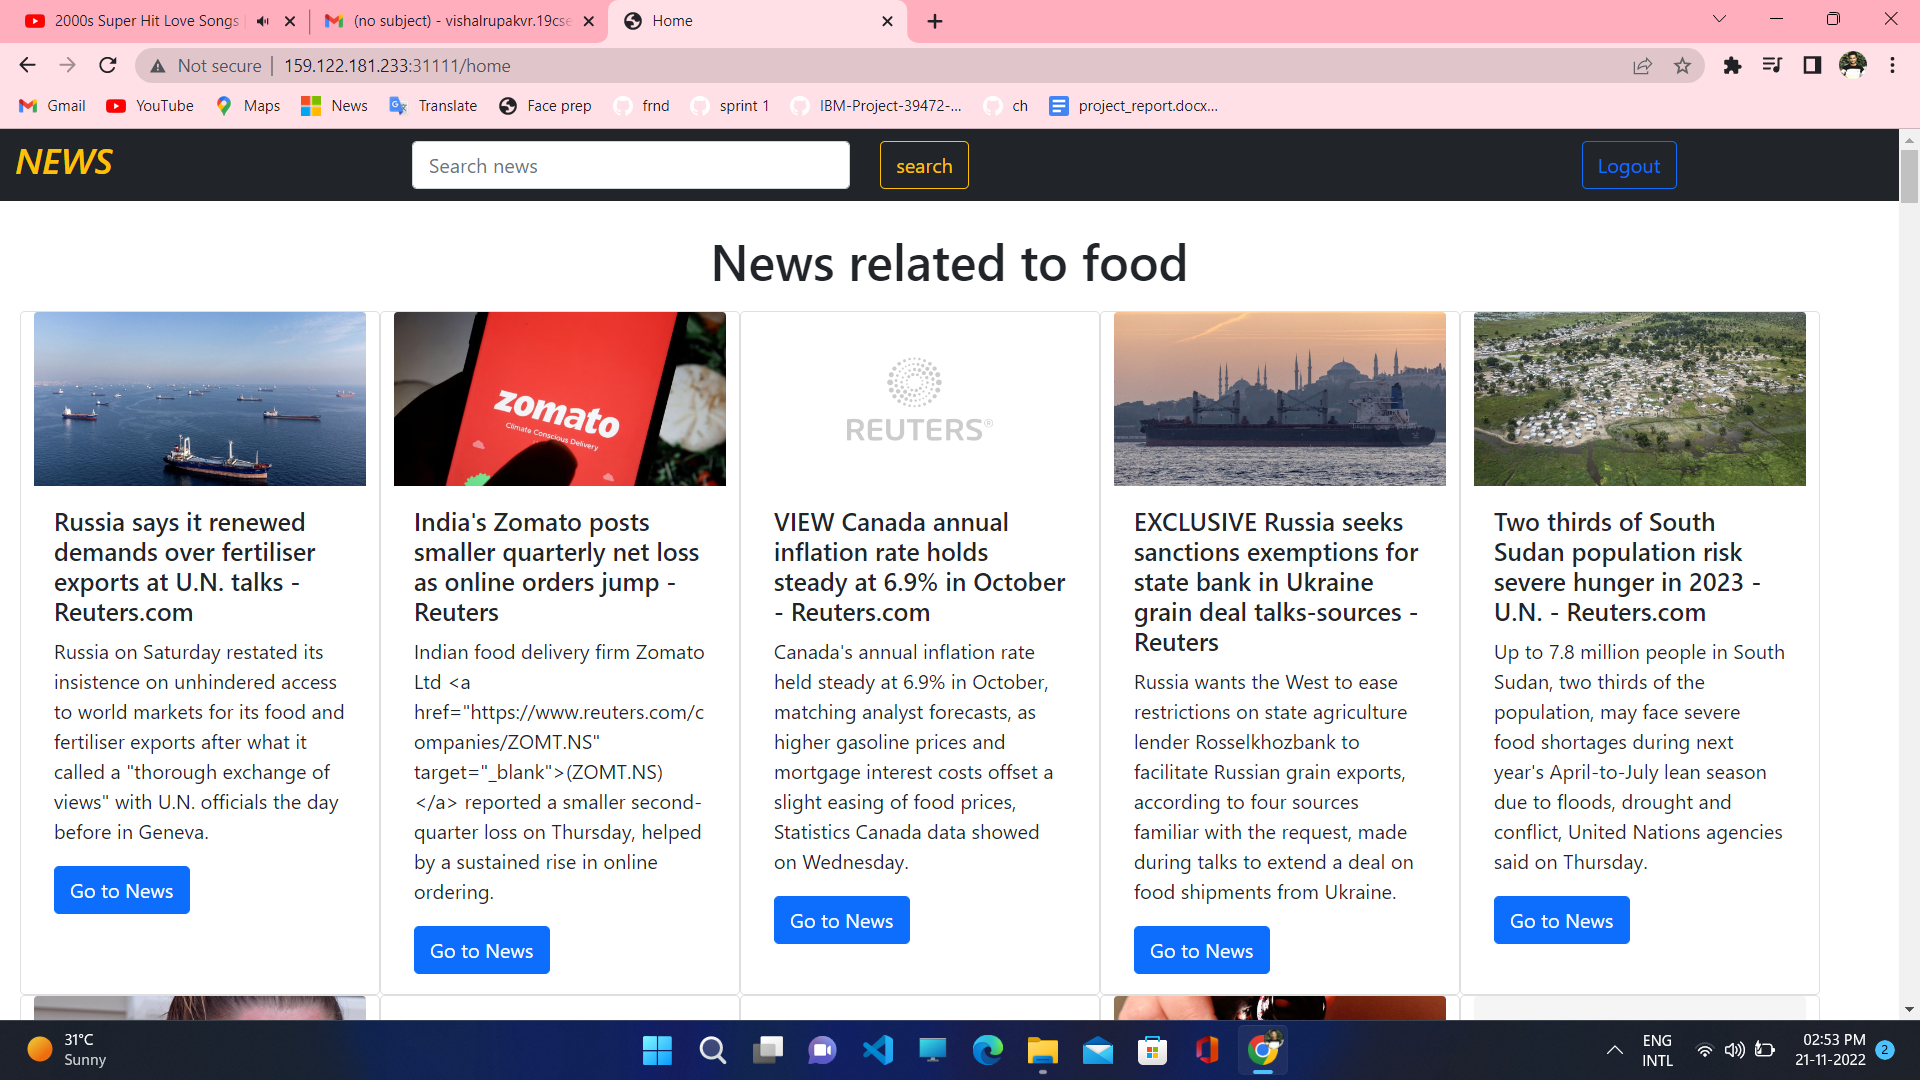 2000s Super Hit Love Songs
(no subject) - vishalrupakvr.19cse
Home
Not secure | 159.122.181.233:31111/home
Gmail
YouTube
Maps
News
Translate
Face prep
frnd
sprint 1
IBM-Project-39472-...
ch
project_report.docx...
NEWS
Search news
search
Logout
News related to food
zomato
Climate Conscious Delivery
REUTERS®
Russia says it renewed
demands over fertiliser
exports at U.N. talks -
Reuters.com
Russia on Saturday restated its
insistence on unhindered access
to world markets for its food and
fertiliser exports after what it
called a "thorough exchange of
views" with U.N. officials the day
before in Geneva.
Go to News
India's Zomato posts
smaller quarterly net loss
as online orders jump -
Reuters
Indian food delivery firm Zomato
Ltd <a
href="https://www.reuters.com/c
ompanies/ZOMT.NS"
target="_blank">(ZOMT.NS)
</a> reported a smaller second-
quarter loss on Thursday, helped
by a sustained rise in online
ordering.
Go to News
VIEW Canada annual
inflation rate holds
steady at 6.9% in October
- Reuters.com
Canada's annual inflation rate
held steady at 6.9% in October,
matching analyst forecasts, as
higher gasoline prices and
mortgage interest costs offset a
slight easing of food prices,
Statistics Canada data showed
on Wednesday.
Go to News
EXCLUSIVE Russia seeks
sanctions exemptions for
state bank in Ukraine
grain deal talks-sources -
Reuters
Russia wants the West to ease
restrictions on state agriculture
lender Rosselkhozbank to
facilitate Russian grain exports,
according to four sources
familiar with the request, made
during talks to extend a deal on
food shipments from Ukraine.
Go to News
Two thirds of South
Sudan population risk
severe hunger in 2023 -
U.N. - Reuters.com
Up to 7.8 million people in South
Sudan, two thirds of the
population, may face severe
food shortages during next
year's April-to-July lean season
due to floods, drought and
conflict, United Nations agencies
said on Thursday.
Go to News
31°C
Sunny
ENG
INTL
02:53 PM
21-11-2022
2